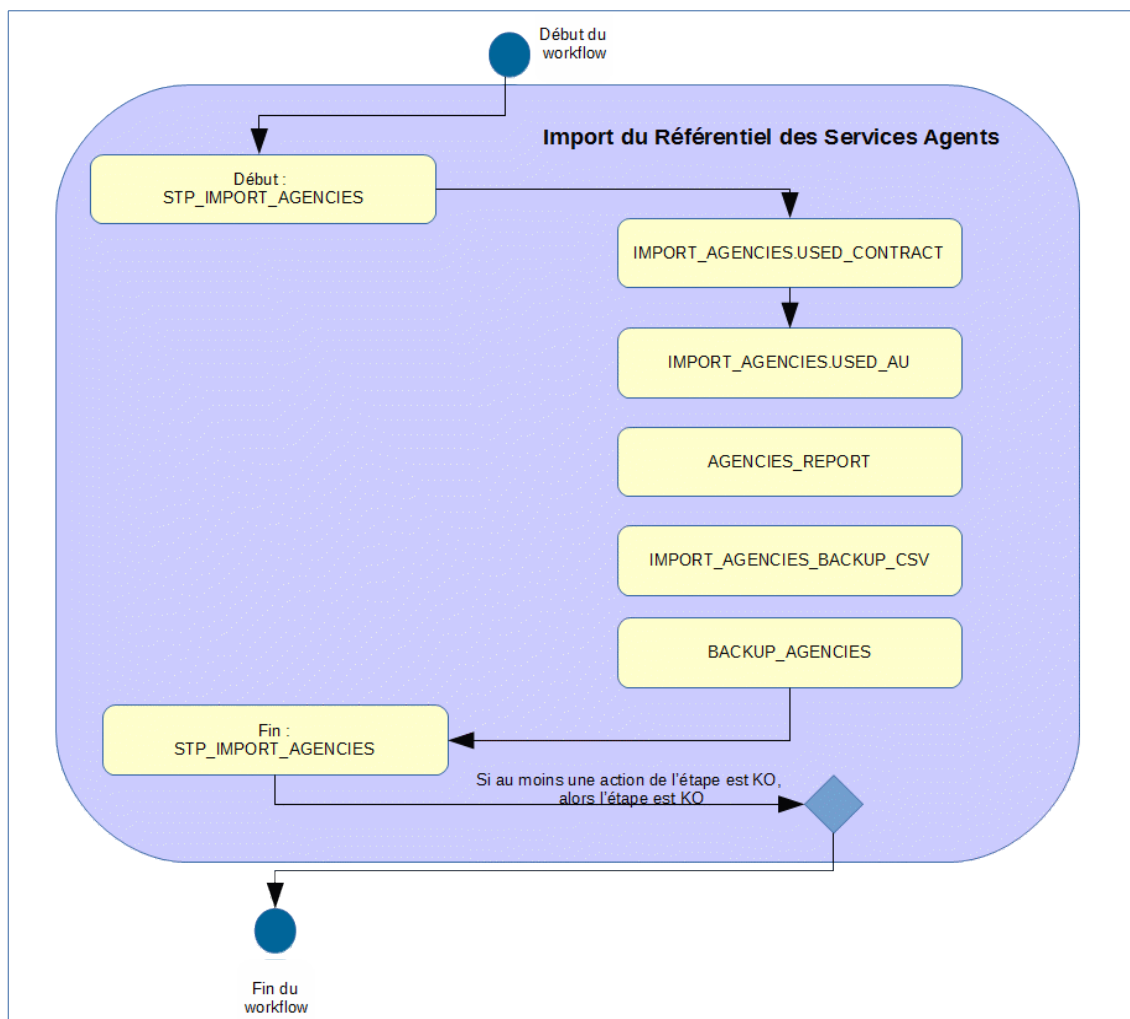 Début du
workflow
Import du Référentiel des Services Agents
Début :
STP_IMPORT_AGENCIES
IMPORT_AGENCIES.USED_CONTRACT
IMPORT_AGENCIES.USED_AU
AGENCIES_REPORT
IMPORT_AGENCIES_BACKUP_CSV
BACKUP_AGENCIES
Fin :
STP_IMPORT_AGENCIES
Si au moins une action de l'étape est KO,
alors l'étape est KO
Fin du
workflow